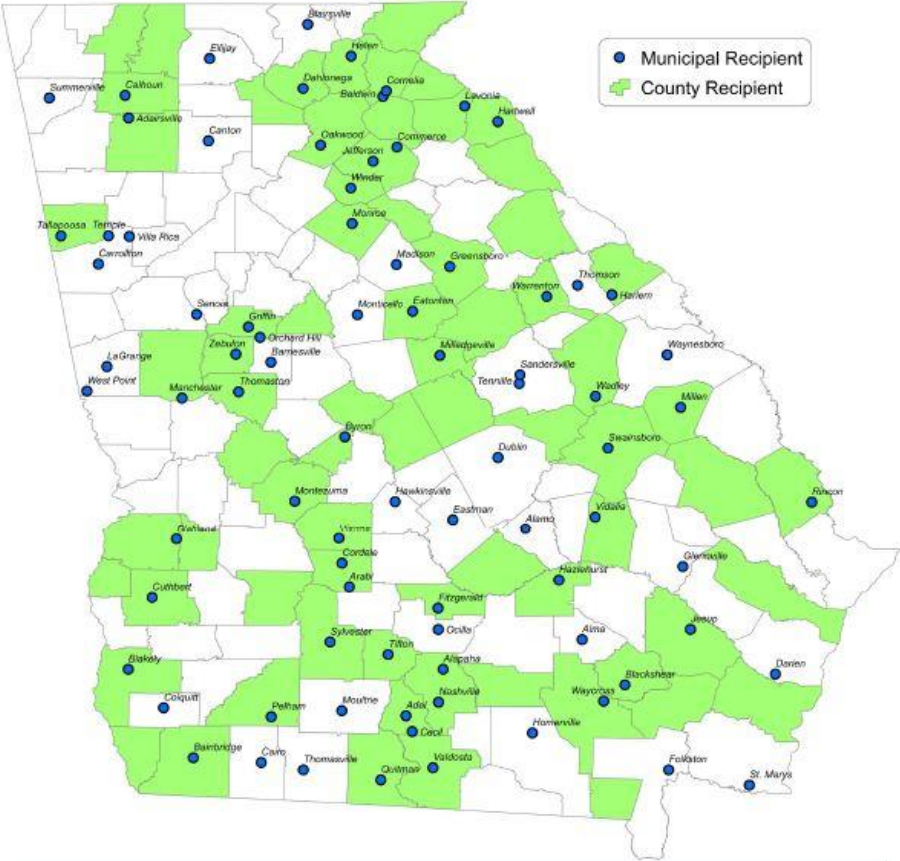 Blairsville
Ellijay
Helen
Municipal Recipient
County Recipient
Summerville
Calhoun
Dahlonega
Cornelia
Baldwin
Lavonia
Hartwell
Adairsville
Canton
Oakwood
Commerce
Jefferson
Winder
Monroe
Tallapoosa
Temple
Villa Rica
Carrollton
Madison
Greensboro
Thomson
Warrenton
Harlem
Senoia
Monticello
Eatonton
Griffin
Orchard Hill
Zebulon
Barnesville
Milledgeville
Waynesboro
LaGrange
Sandersville
Tennille
West Point
Manchester
Thomaston
Wadley
Millen
Byron
Dublin
Swainsboro
Montezuma
Hawkinsville
Rincon
Eastman
Alamo
Vidalia
Richland
Vienna
Cordele
Arabi
Hazlehurst
Glennville
Cuthbert
Fitzgerald
Ocilla
Sylvester
Tifton
Alma
Jesup
Blakely
Alapaha
Blackshear
Darien
Colquitt
Pelham
Moultrie
Adel
Nashville
Waycross
Cecil
Homerville
Bainbridge
Cairo
Thomasville
Quitman
Valdosta
Folkston
St. Marys